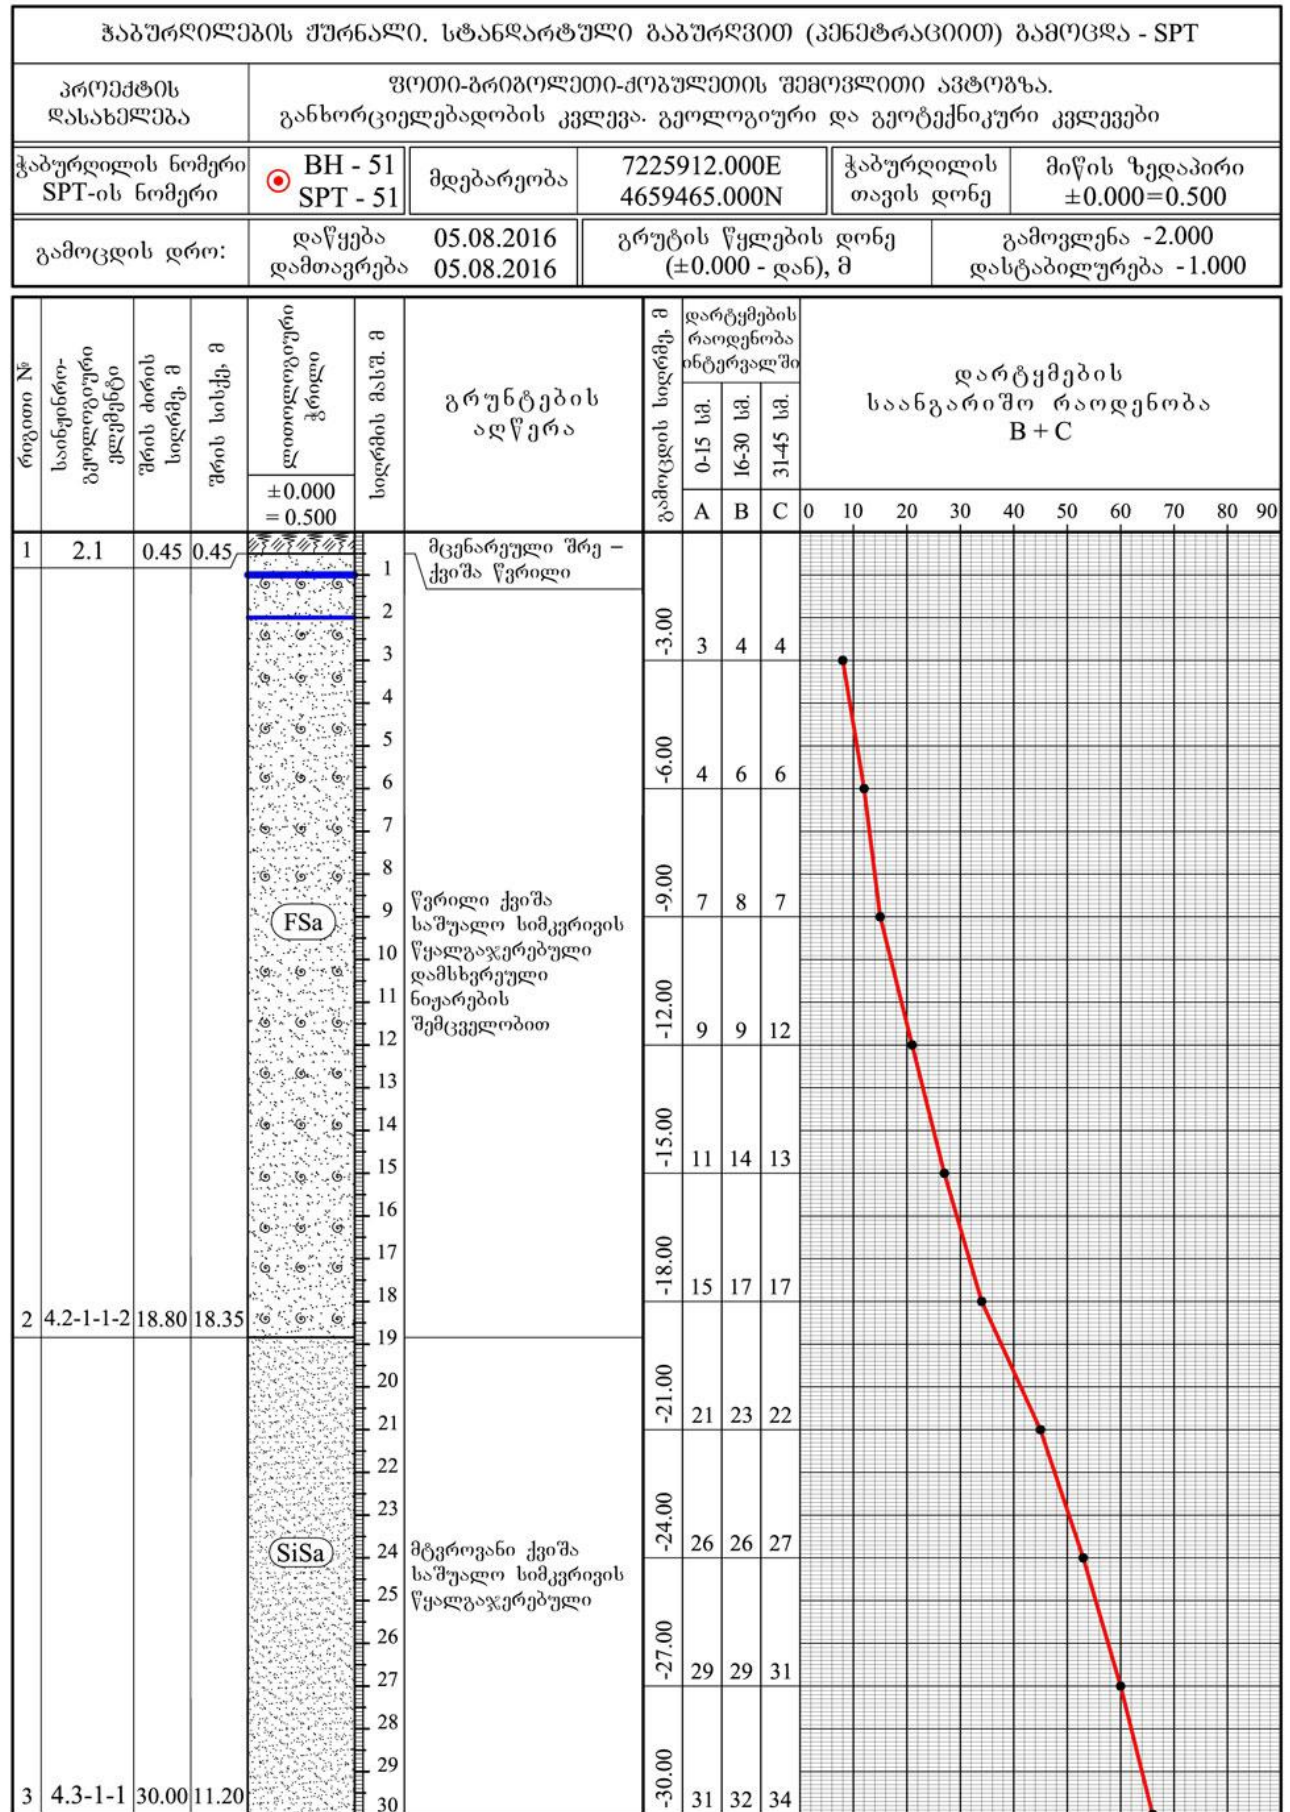 ჭაბურღილების ჟურნალი. სტანდარტული გაბურღვით (პენეტრაციით) გამოცდა - SPT
პროექტის
დასახელება
ფოთი-გრიგოლეთი-ქობულეთის შემოვლითი ავტოგზა.
განხორციელებადობის კვლევა. გეოლოგიური და გეოტექნიკური კვლევები
ჭაბურღილის ნომერი
SPT-ის ნომერი
BH - 51
SPT - 51
მდებარეობა
7225912.000E
4659465.000N
ჭაბურღილის
თავის დონე
მიწის ზედაპირი
±0.000=0.500
გამოცდის დრო:
დაწყება 05.08.2016
დამთავრება 05.08.2016
გრუტის წყლების დონე
(±0.000 - დან), მ
გამოვლენა -2.000
დასტაბილურება -1.000
რიგითი №
საინჟინრო-
გეოლოგიური
ელემენტი
შრის ძირის
სიღრმე, მ
შრის სისქე, მ
ლითოლოგიური
ჭრილი
±0.000
= 0.500
სიღრმის მასშ. მ
გრუნტების
აღწერა
გამოცდის სიღრმე, მ
დარტყმების
რაოდენობა
ინტერვალში
0-15 სმ.
16-30 სმ.
31-45 სმ.
A B C
დარტყმების
საანგარიშო რაოდენობა
B + C
0 10 20 30 40 50 60 70 80 90
1 2.1 0.45 0.45
მცენარეული შრე –
ქვიშა წვრილი
1
2
3
-3.00 3 4 4
4
5
6
-6.00 4 6 6
7
8
9
-9.00 7 8 7
FSa
წვრილი ქვიშა
საშუალო სიმკვრივის
წყალგაჯერებული
დამსხვრეული
ნიჟარების
შემცველობით
10
11
12
-12.00 9 9 12
13
14
15
-15.00 11 14 13
16
17
18
-18.00 15 17 17
2 4.2-1-1-2 18.80 18.35
19
20
21
-21.00 21 23 22
22
23
24
-24.00 26 26 27
SiSa
მტვროვანი ქვიშა
საშუალო სიმკვრივის
წყალგაჯერებული
25
26
27
-27.00 29 29 31
28
29
30
-30.00 31 32 34
3 4.3-1-1 30.00 11.20